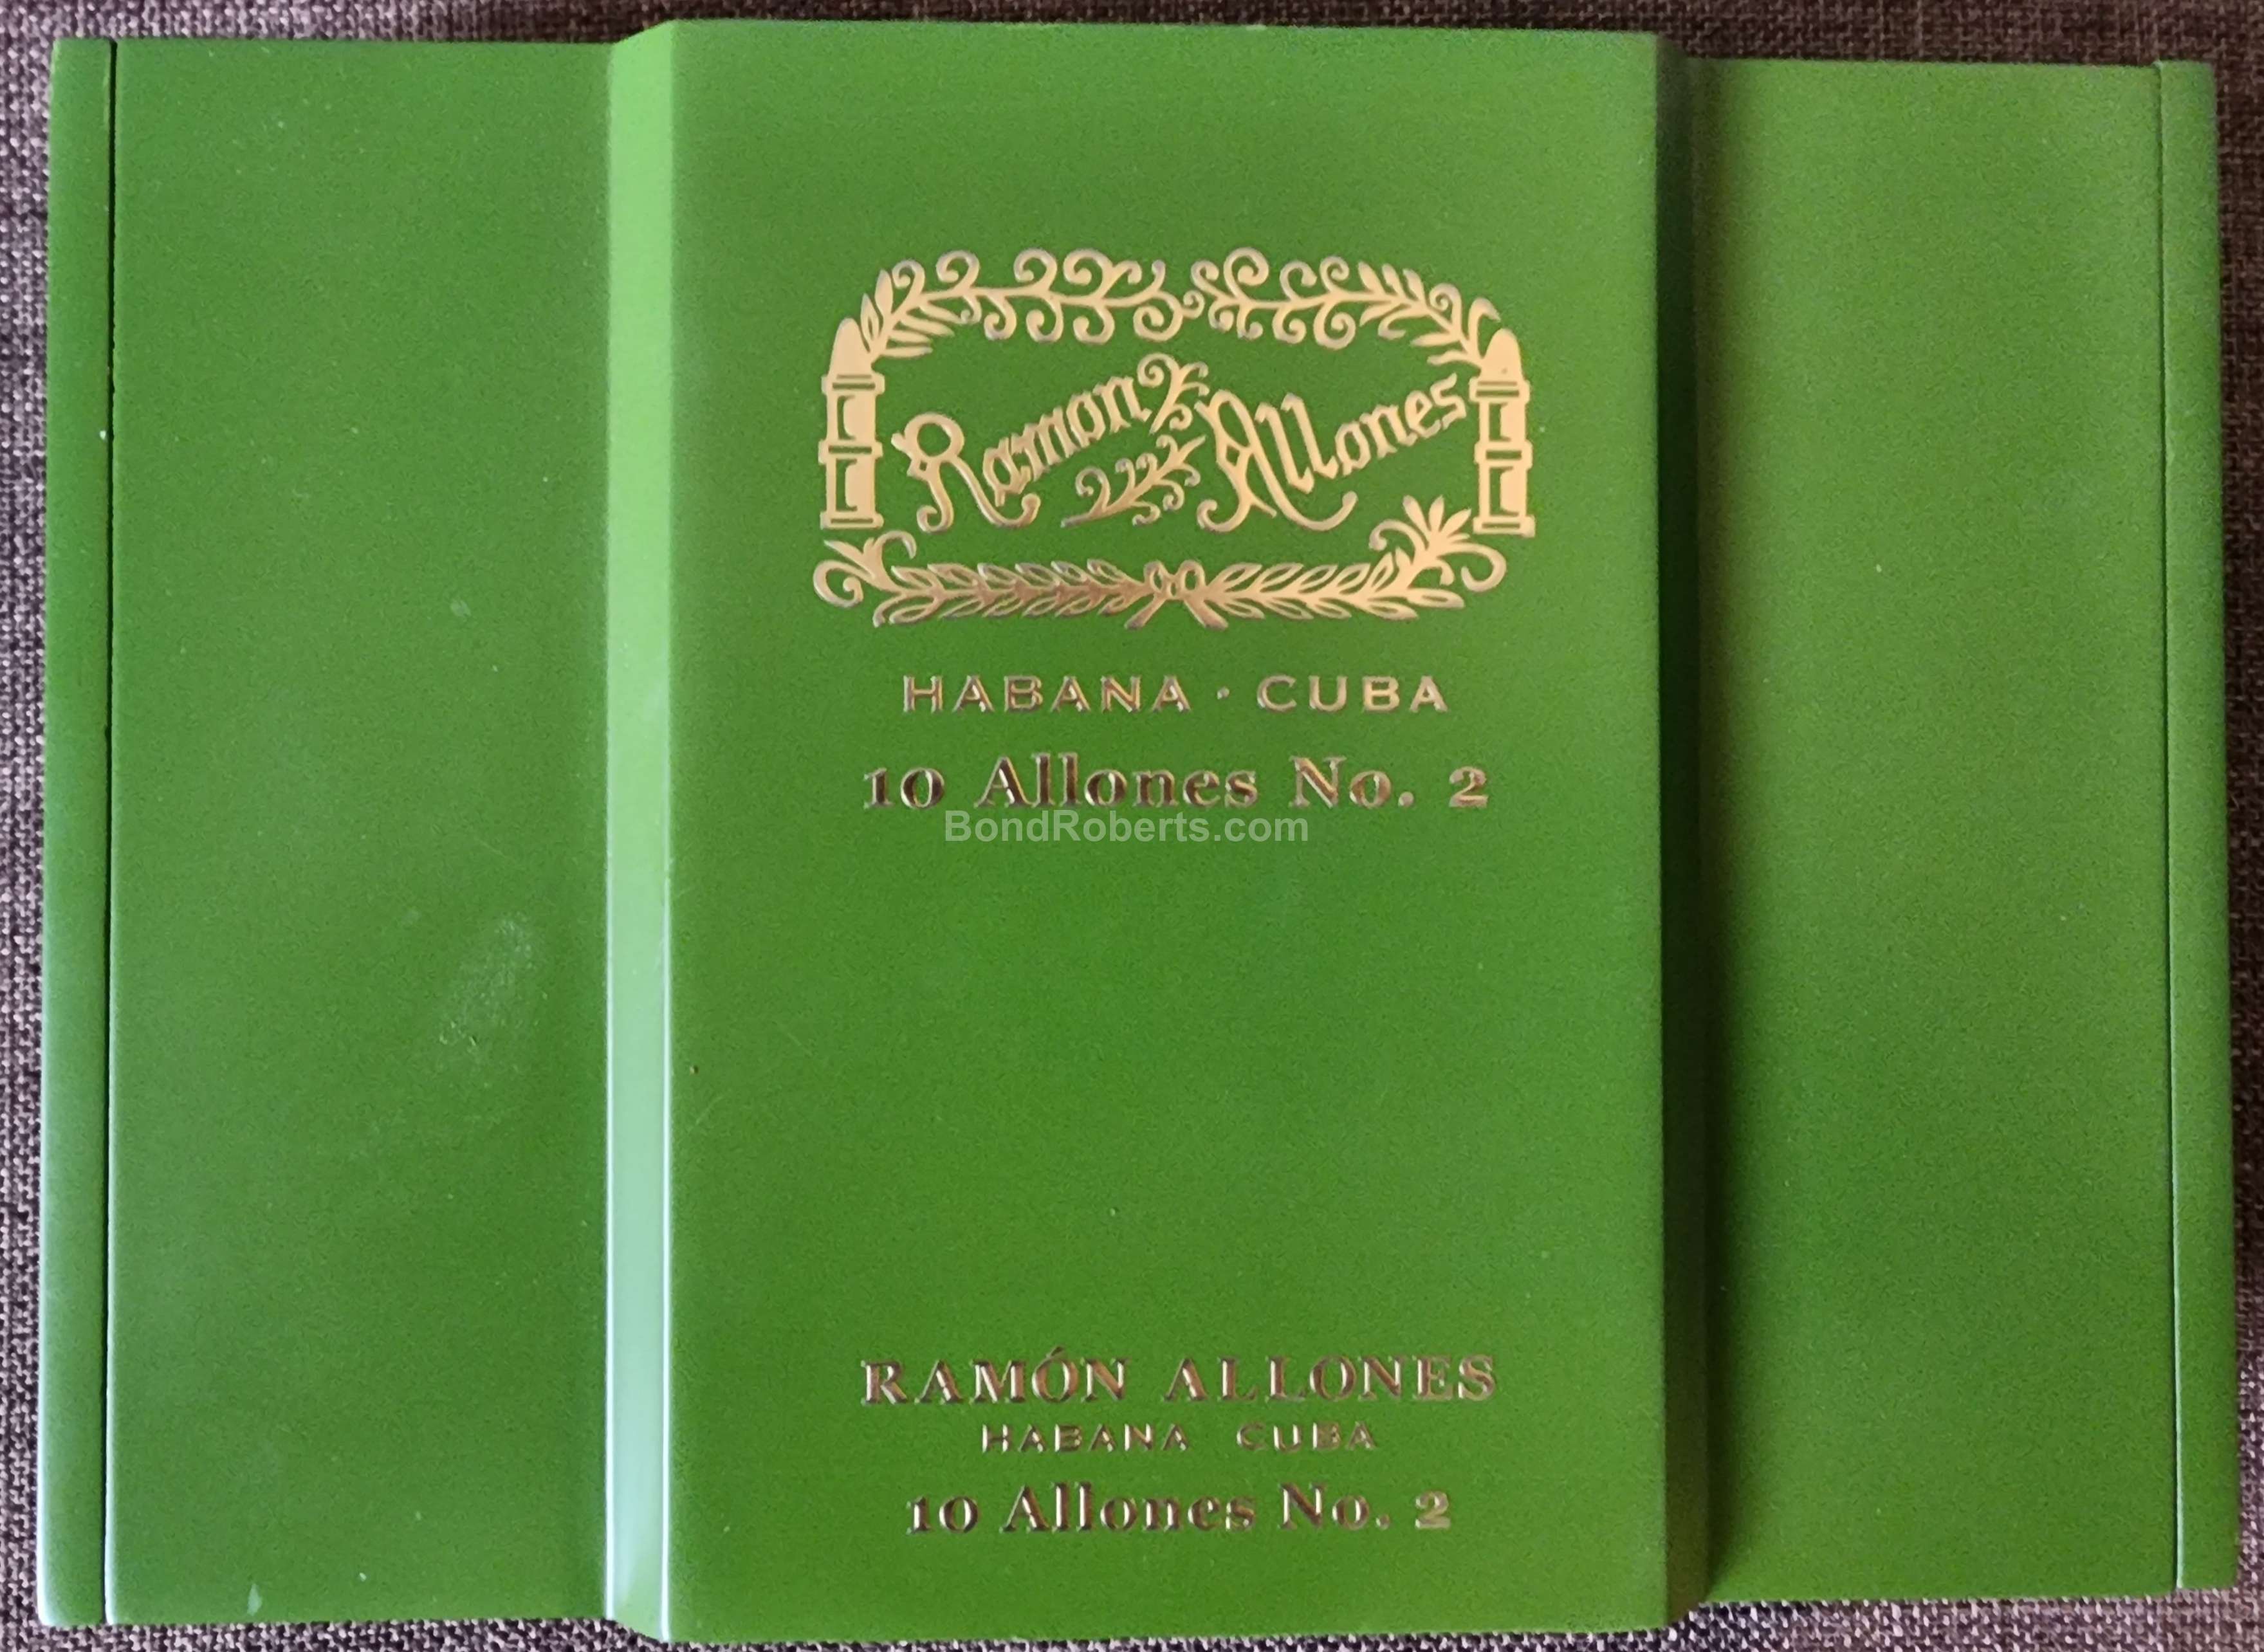 Ramon Allones
HABANA · CUBA
10 Allones No. 2
BondRoberts.com
RAMÓN ALLONES
HABANA CUBA
10 Allones No. 2